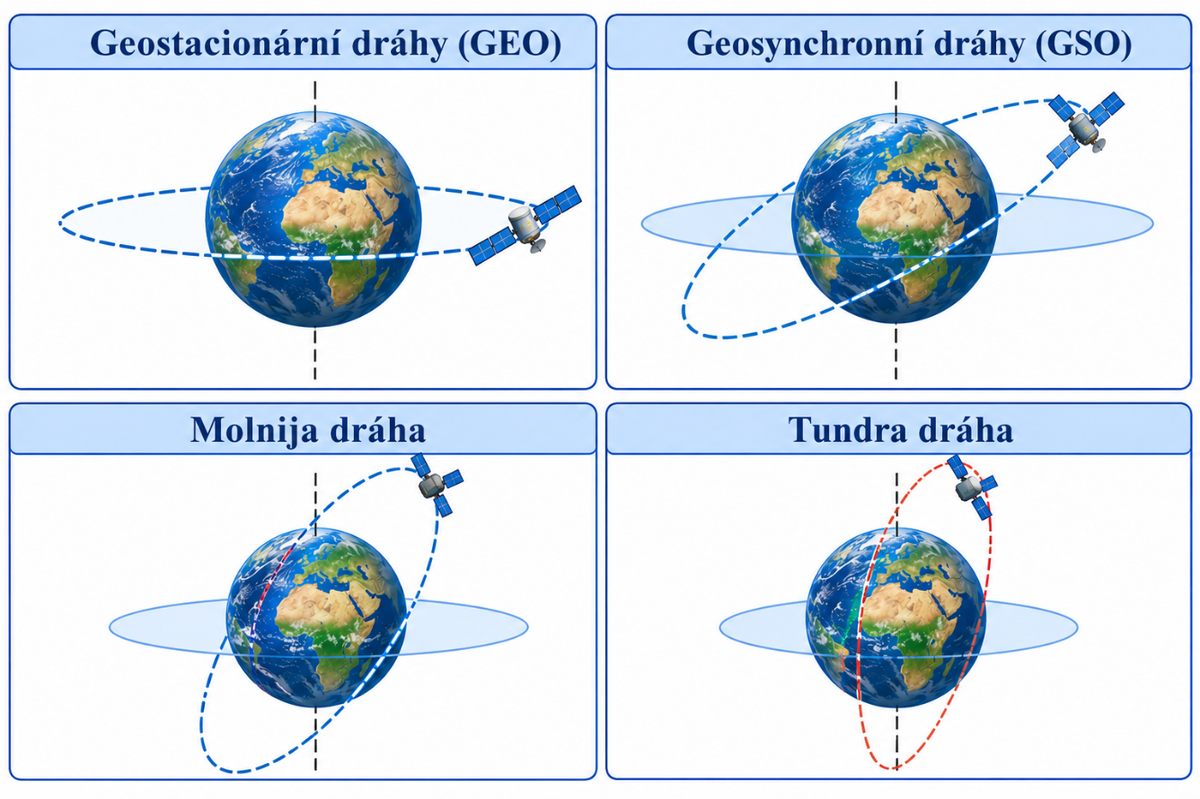 Geostacionární dráhy (GEO)
Geosynchronní dráhy (GSO)
Molnija dráha
Tundra dráha